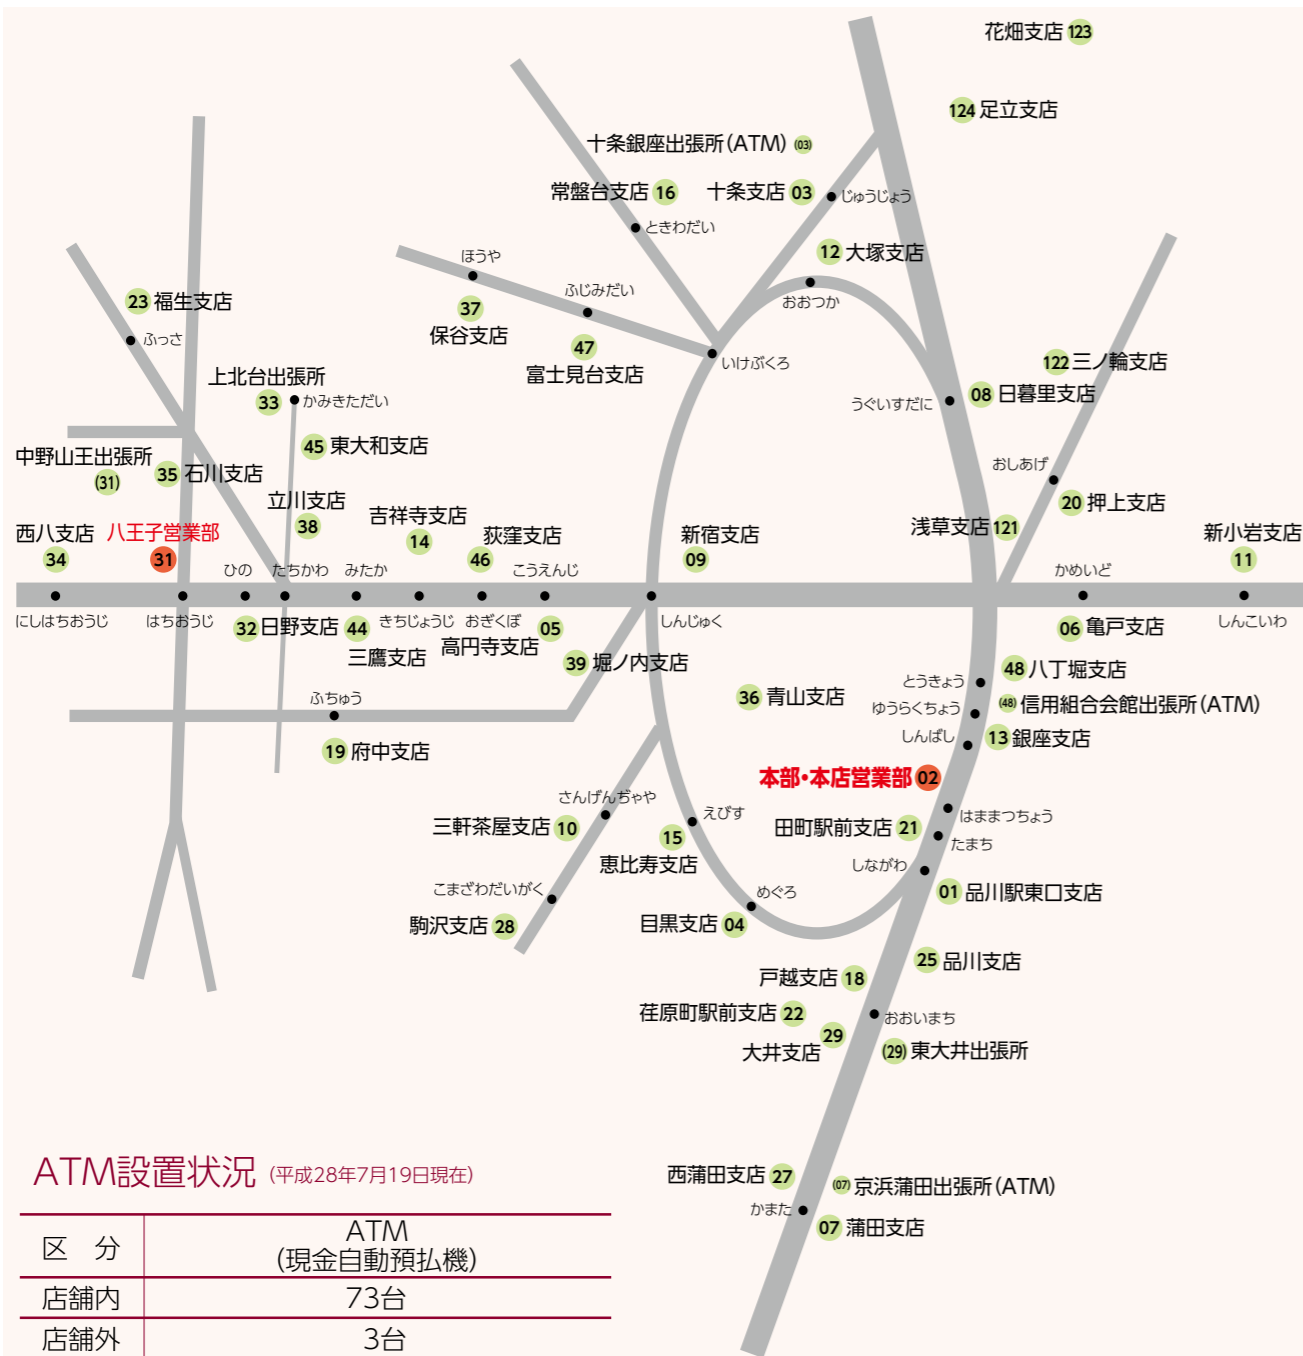 花畑支店 123
124 足立支店
十条銀座出張所(ATM) (03)
常盤台支店 16
十条支店 03
じゅうじょう
ときわだい
12 大塚支店
おおつか
ほうや
37
保谷支店
ふじみだい
47
富士見台支店
いけぶくろ
23 福生支店
ふっさ
122 三ノ輪支店
08 日暮里支店
うぐいすだに
上北台出張所
33
かみきただい
45 東大和支店
中野山王出張所
(31)
35 石川支店
おしあげ
20 押上支店
立川支店
38
吉祥寺支店
14
荻窪支店
46
新宿支店
09
浅草支店 121
新小岩支店
11
西八支店
34
八王子営業部
31
ひの
たちかわ
みたか
こうえんじ
かめいど
にしはちおうじ
はちおうじ
32 日野支店
44
三鷹支店
きちじょうじ
おぎくぼ
高円寺支店 05
しんじゅく
06 亀戸支店
しんこいわ
39 堀ノ内支店
ふちゅう
19 府中支店
36 青山支店
とうきょう
48 八丁堀支店
ゆうらくちょう
(48) 信用組合会館出張所(ATM)
しんばし
13 銀座支店
本部・本店営業部 02
はままつちょう
さんげんぢゃや
三軒茶屋支店 10
えびす
15
恵比寿支店
田町駅前支店 21
たまち
しながわ
01 品川駅東口支店
こまざわだいがく
駒沢支店 28
めぐろ
目黒支店 04
25 品川支店
戸越支店 18
荏原町駅前支店 22
おおいまち
29
大井支店
(29) 東大井出張所
西蒲田支店 27
(07) 京浜蒲田出張所(ATM)
かまた
07 蒲田支店
ATM設置状況 (平成28年7月19日現在)
区 分
ATM
(現金自動預払機)
店舗内 73台
店舗外 3台